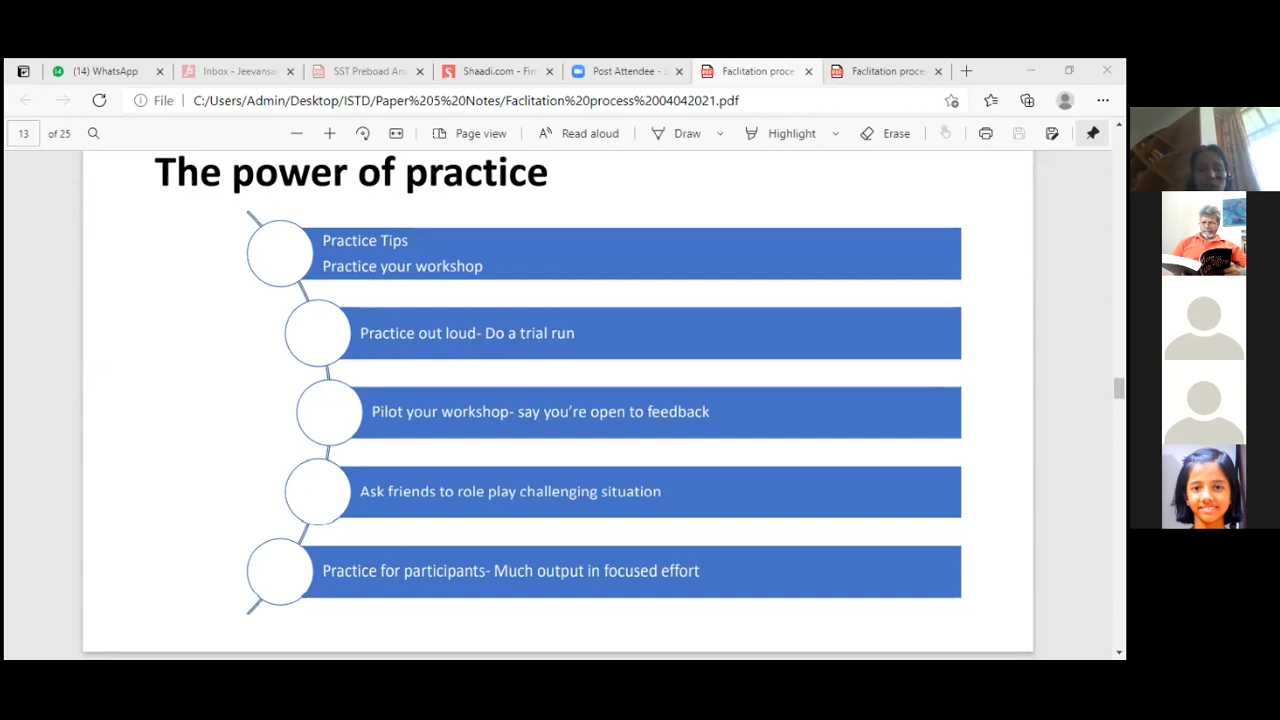 (14) WhatsApp
Inbox - Jeevansa
SST Preboad An
Shaadi.com - Fin
Post Attendee -
Faclitation proce
Faclitation proce
File
C:/Users/Admin/Desktop/ISTD/Paper%205%20Notes/Faclitation%20process%2004042021.pdf
13 of 25
Page view
Read aloud
Draw
Highlight
Erase
The power of practice
Practice Tips
Practice your workshop
Practice out loud- Do a trial run
Pilot your workshop- say you're open to feedback
Ask friends to role play challenging situation
Practice for participants- Much output in focused effort